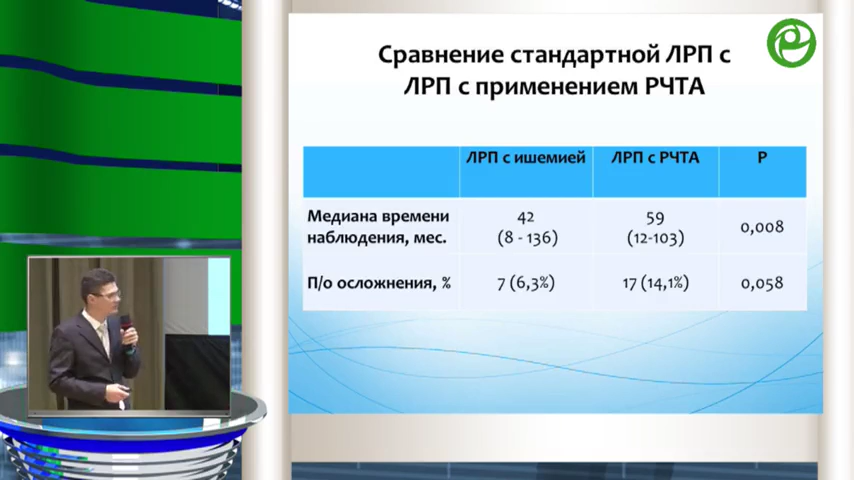 Сравнение стандартной ЛРП с
ЛРП с применением РЧТА
ЛРП с ишемией ЛРП с РЧТА Р
Медиана времени наблюдения, мес. 42 (8 - 136) 59 (12-103) 0,008
П/о осложнения, % 7 (6,3%) 17 (14,1%) 0,058